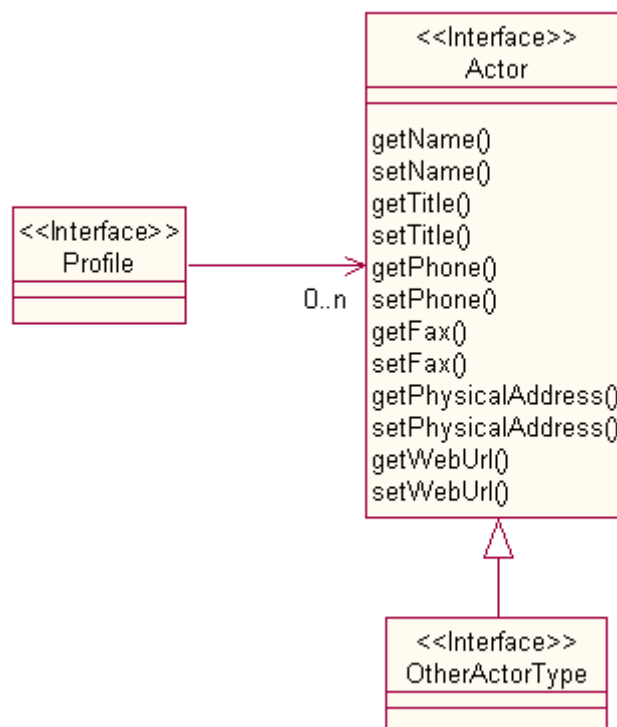 <<Interface>>
Actor
getName()
setName()
getTitle()
setTitle()
getPhone()
setPhone()
getFax()
setFax()
getPhysicalAddress()
setPhysicalAddress()
getWebUrl()
setWebUrl()
<<Interface>>
Profile
0..n
<<Interface>>
OtherActorType